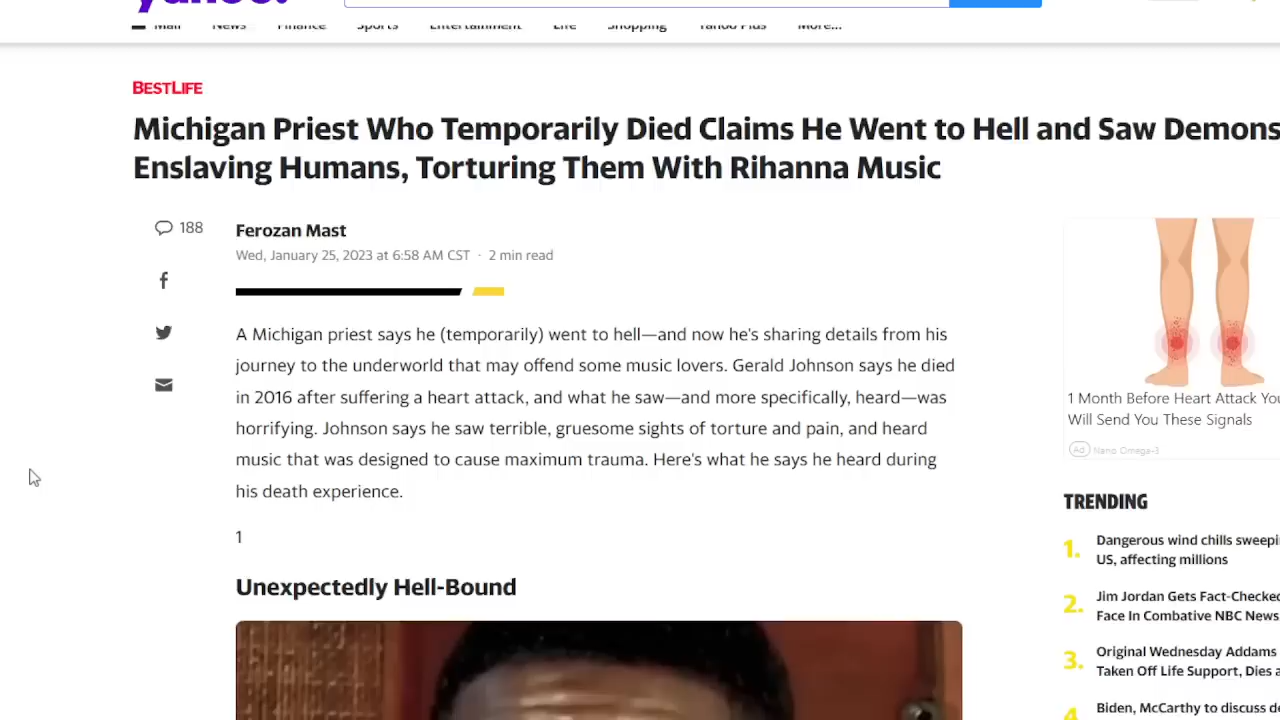 yahoo!
Mail News Finance Sports Entertainment Life Shopping Yahoo Plus More...
BESTLIFE
Michigan Priest Who Temporarily Died Claims He Went to Hell and Saw Demons
Enslaving Humans, Torturing Them With Rihanna Music
188
Ferozan Mast
Wed, January 25, 2023 at 6:58 AM CST · 2 min read
A Michigan priest says he (temporarily) went to hell—and now he's sharing details from his
journey to the underworld that may offend some music lovers. Gerald Johnson says he died
in 2016 after suffering a heart attack, and what he saw—and more specifically, heard—was
horrifying. Johnson says he saw terrible, gruesome sights of torture and pain, and heard
music that was designed to cause maximum trauma. Here's what he says he heard during
his death experience.
1
Unexpectedly Hell-Bound
1 Month Before Heart Attack
Will Send You These Signals
Ad Nano Omega-3
TRENDING
1. Dangerous wind chills
US, affecting millions
2. Jim Jordan Gets
Face In Combative NBC News
3. Original Wednesday Addams
Taken Off Life Support, Dies
4. Biden, McCarthy to discuss